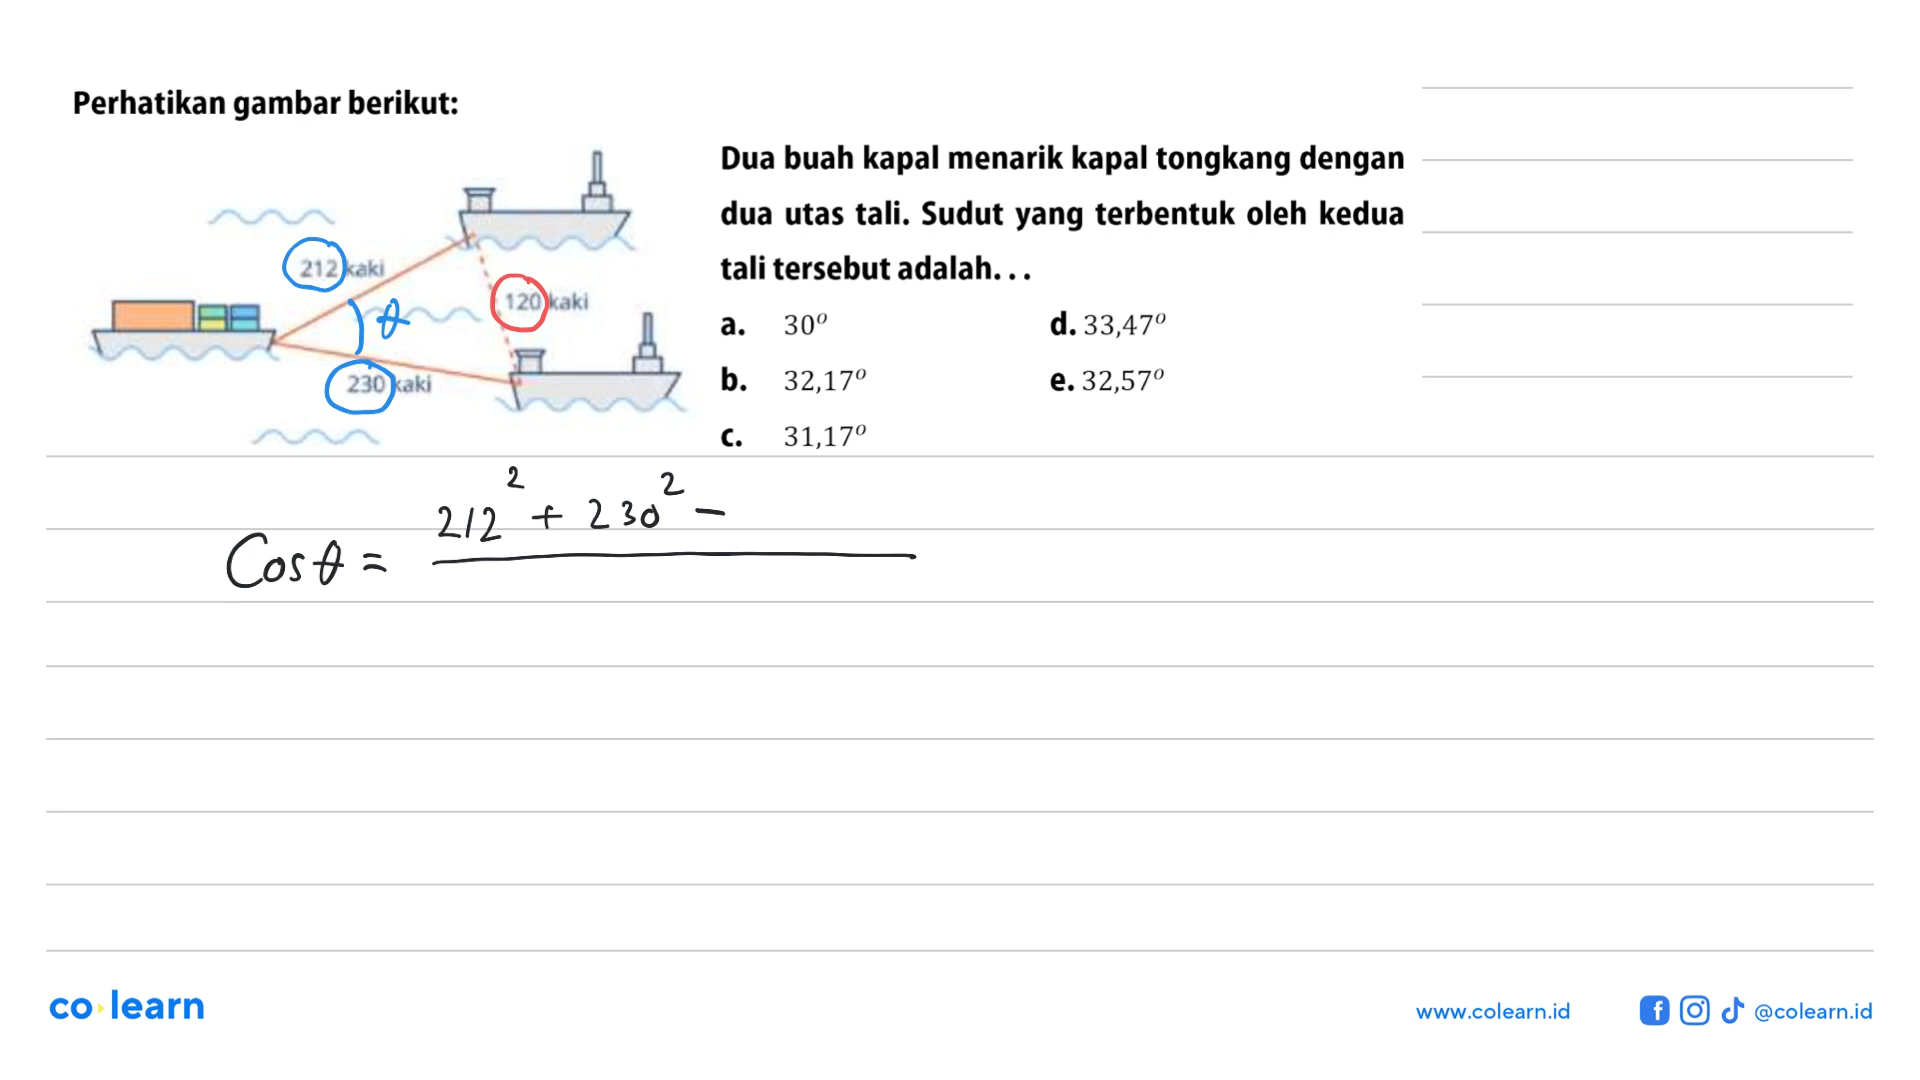 Perhatikan gambar berikut:
212 kaki
120 kaki
θ
230 kaki
Dua buah kapal menarik kapal tongkang dengan
dua utas tali. Sudut yang terbentuk oleh kedua
tali tersebut adalah...
a. 30°
b. 32,17°
c. 31,17°
d. 33,47°
e. 32,57°
Cos θ = 212² + 230² –
co learn
www.colearn.id
@colearn.id